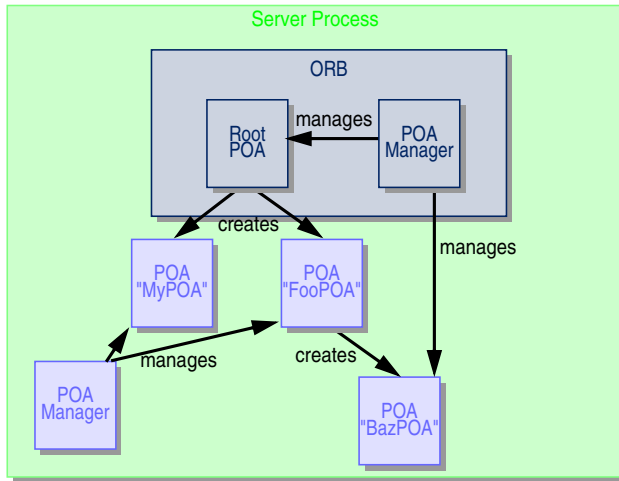 Server Process
ORB
manages
Root
POA
POA
Manager
creates
manages
POA
"MyPOA"
POA
"FooPOA"
manages
creates
POA
Manager
POA
"BazPOA"